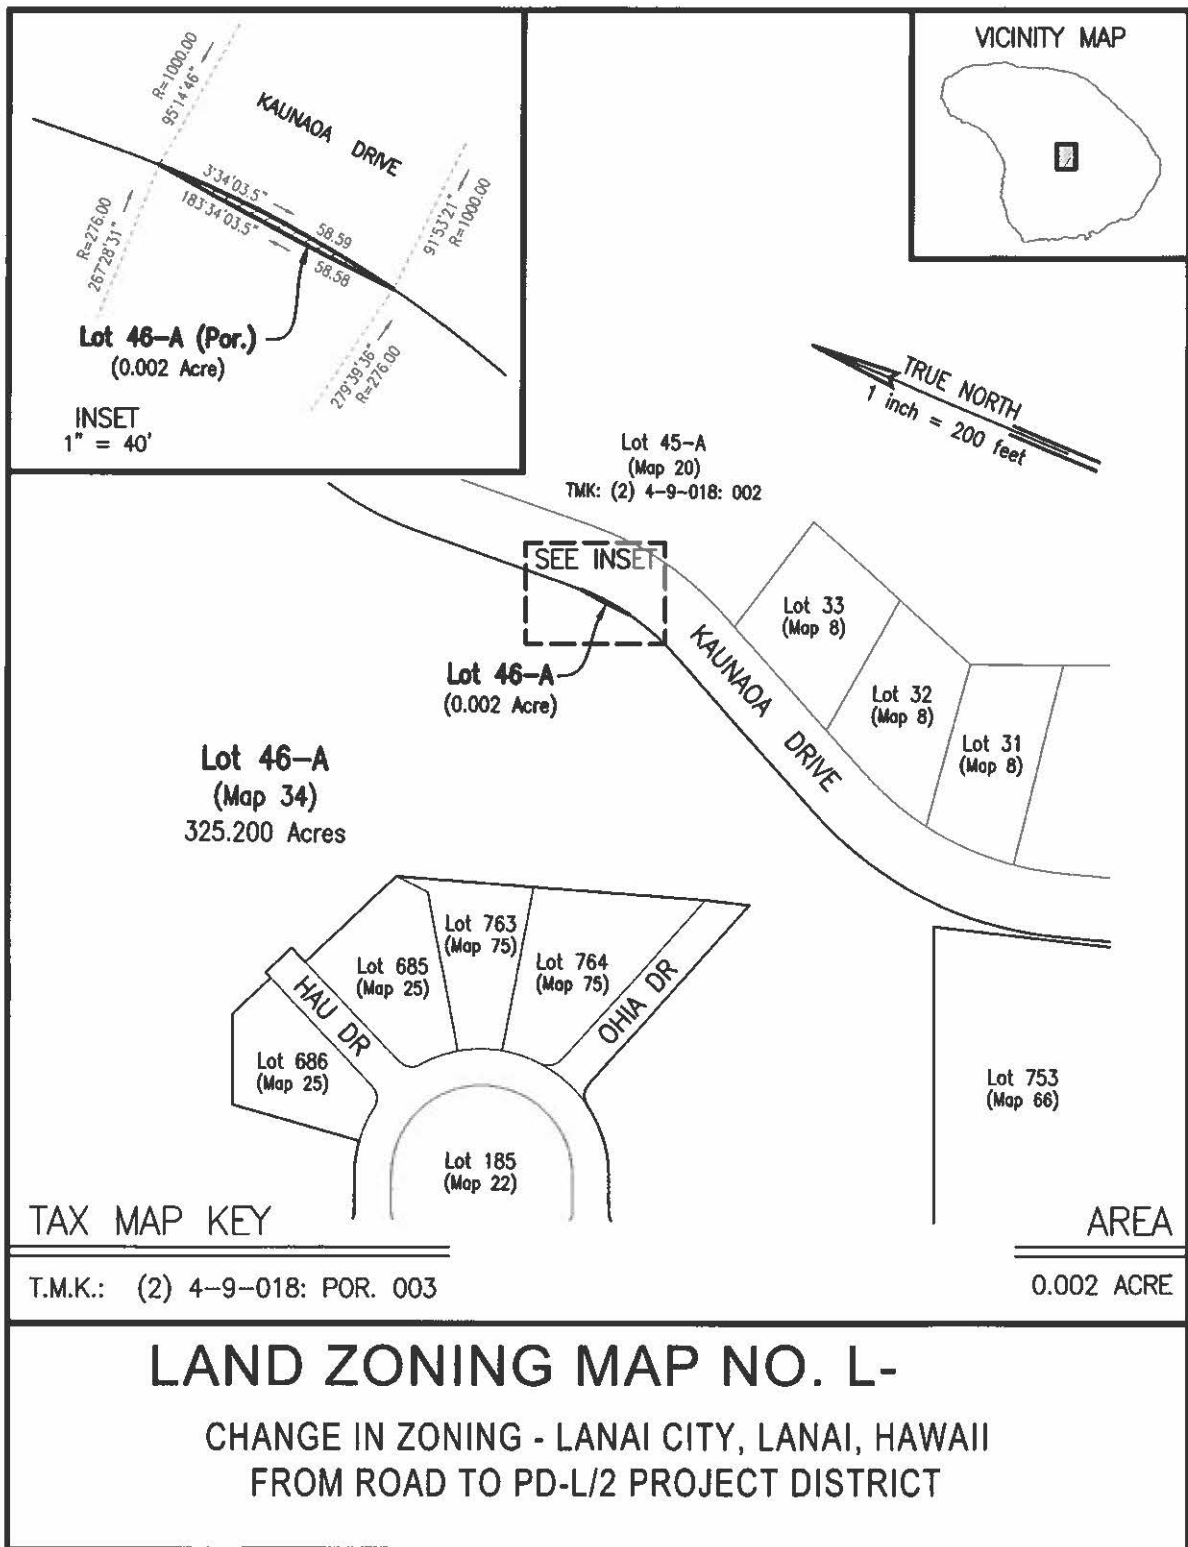 R=1000.00
95°14'46"
KAUNAOA DRIVE
3°34'03.5"
183°34'03.5"
58.59
58.58
R=276.00
267°28'31"
91°53'21"
R=1000.00
279°39'36"
R=276.00
Lot 46-A (Por.)
(0.002 Acre)
INSET
1" = 40'
VICINITY MAP
TRUE NORTH
1 inch = 200 feet
Lot 45-A
(Map 20)
TMK: (2) 4-9-018: 002
SEE INSET
Lot 46-A
(0.002 Acre)
KAUNAOA DRIVE
Lot 33
(Map 8)
Lot 32
(Map 8)
Lot 31
(Map 8)
Lot 46-A
(Map 34)
325.200 Acres
Lot 763
(Map 75)
Lot 685
(Map 25)
Lot 764
(Map 75)
HAU DR
OHIA DR
Lot 686
(Map 25)
Lot 753
(Map 66)
Lot 185
(Map 22)
TAX MAP KEY
AREA
T.M.K.: (2) 4-9-018: POR. 003
0.002 ACRE
LAND ZONING MAP NO. L-
CHANGE IN ZONING - LANAI CITY, LANAI, HAWAII
FROM ROAD TO PD-L/2 PROJECT DISTRICT